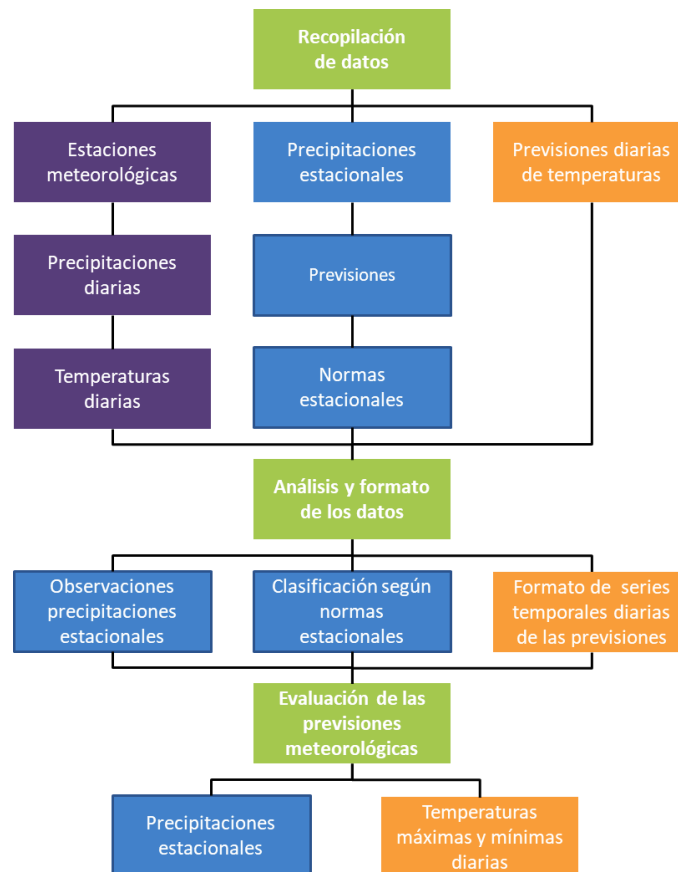 Recopilación
de datos
Estaciones
meteorológicas
Precipitaciones
estacionales
Previsiones diarias
de temperaturas
Precipitaciones
diarias
Previsiones
Temperaturas
diarias
Normas
estacionales
Análisis y formato
de los datos
Observaciones
precipitaciones
estacionales
Clasificación según
normas
estacionales
Formato de series
temporales diarias
de las previsiones
Evaluación de las
previsiones
meteorológicas
Precipitaciones
estacionales
Temperaturas
máximas y mínimas
diarias